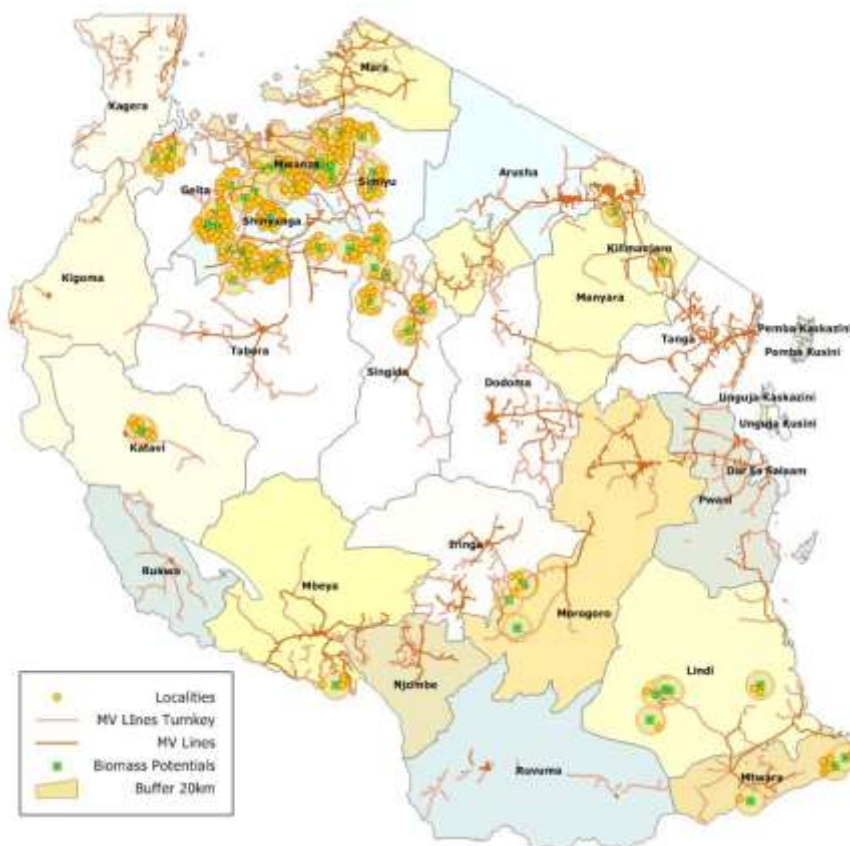 Mara
Kagera
Mwanza
Simiyu
Arusha
Geita
Shinyanga
Kilimanjaro
Kigoma
Manyara
Pemba Kaskazini
Tanga
Pemba Kusini
Tabora
Singida
Dodoma
Unguja Kaskazini
Unguja Kusini
Katavi
Dar Es Salaam
Pwani
Iringa
Rukwa
Mbeya
Morogoro
Lindi
Njombe
Ruvuma
Mtwara
Localities
MV LInes Turnkey
MV Lines
Biomass Potentials
Buffer 20km